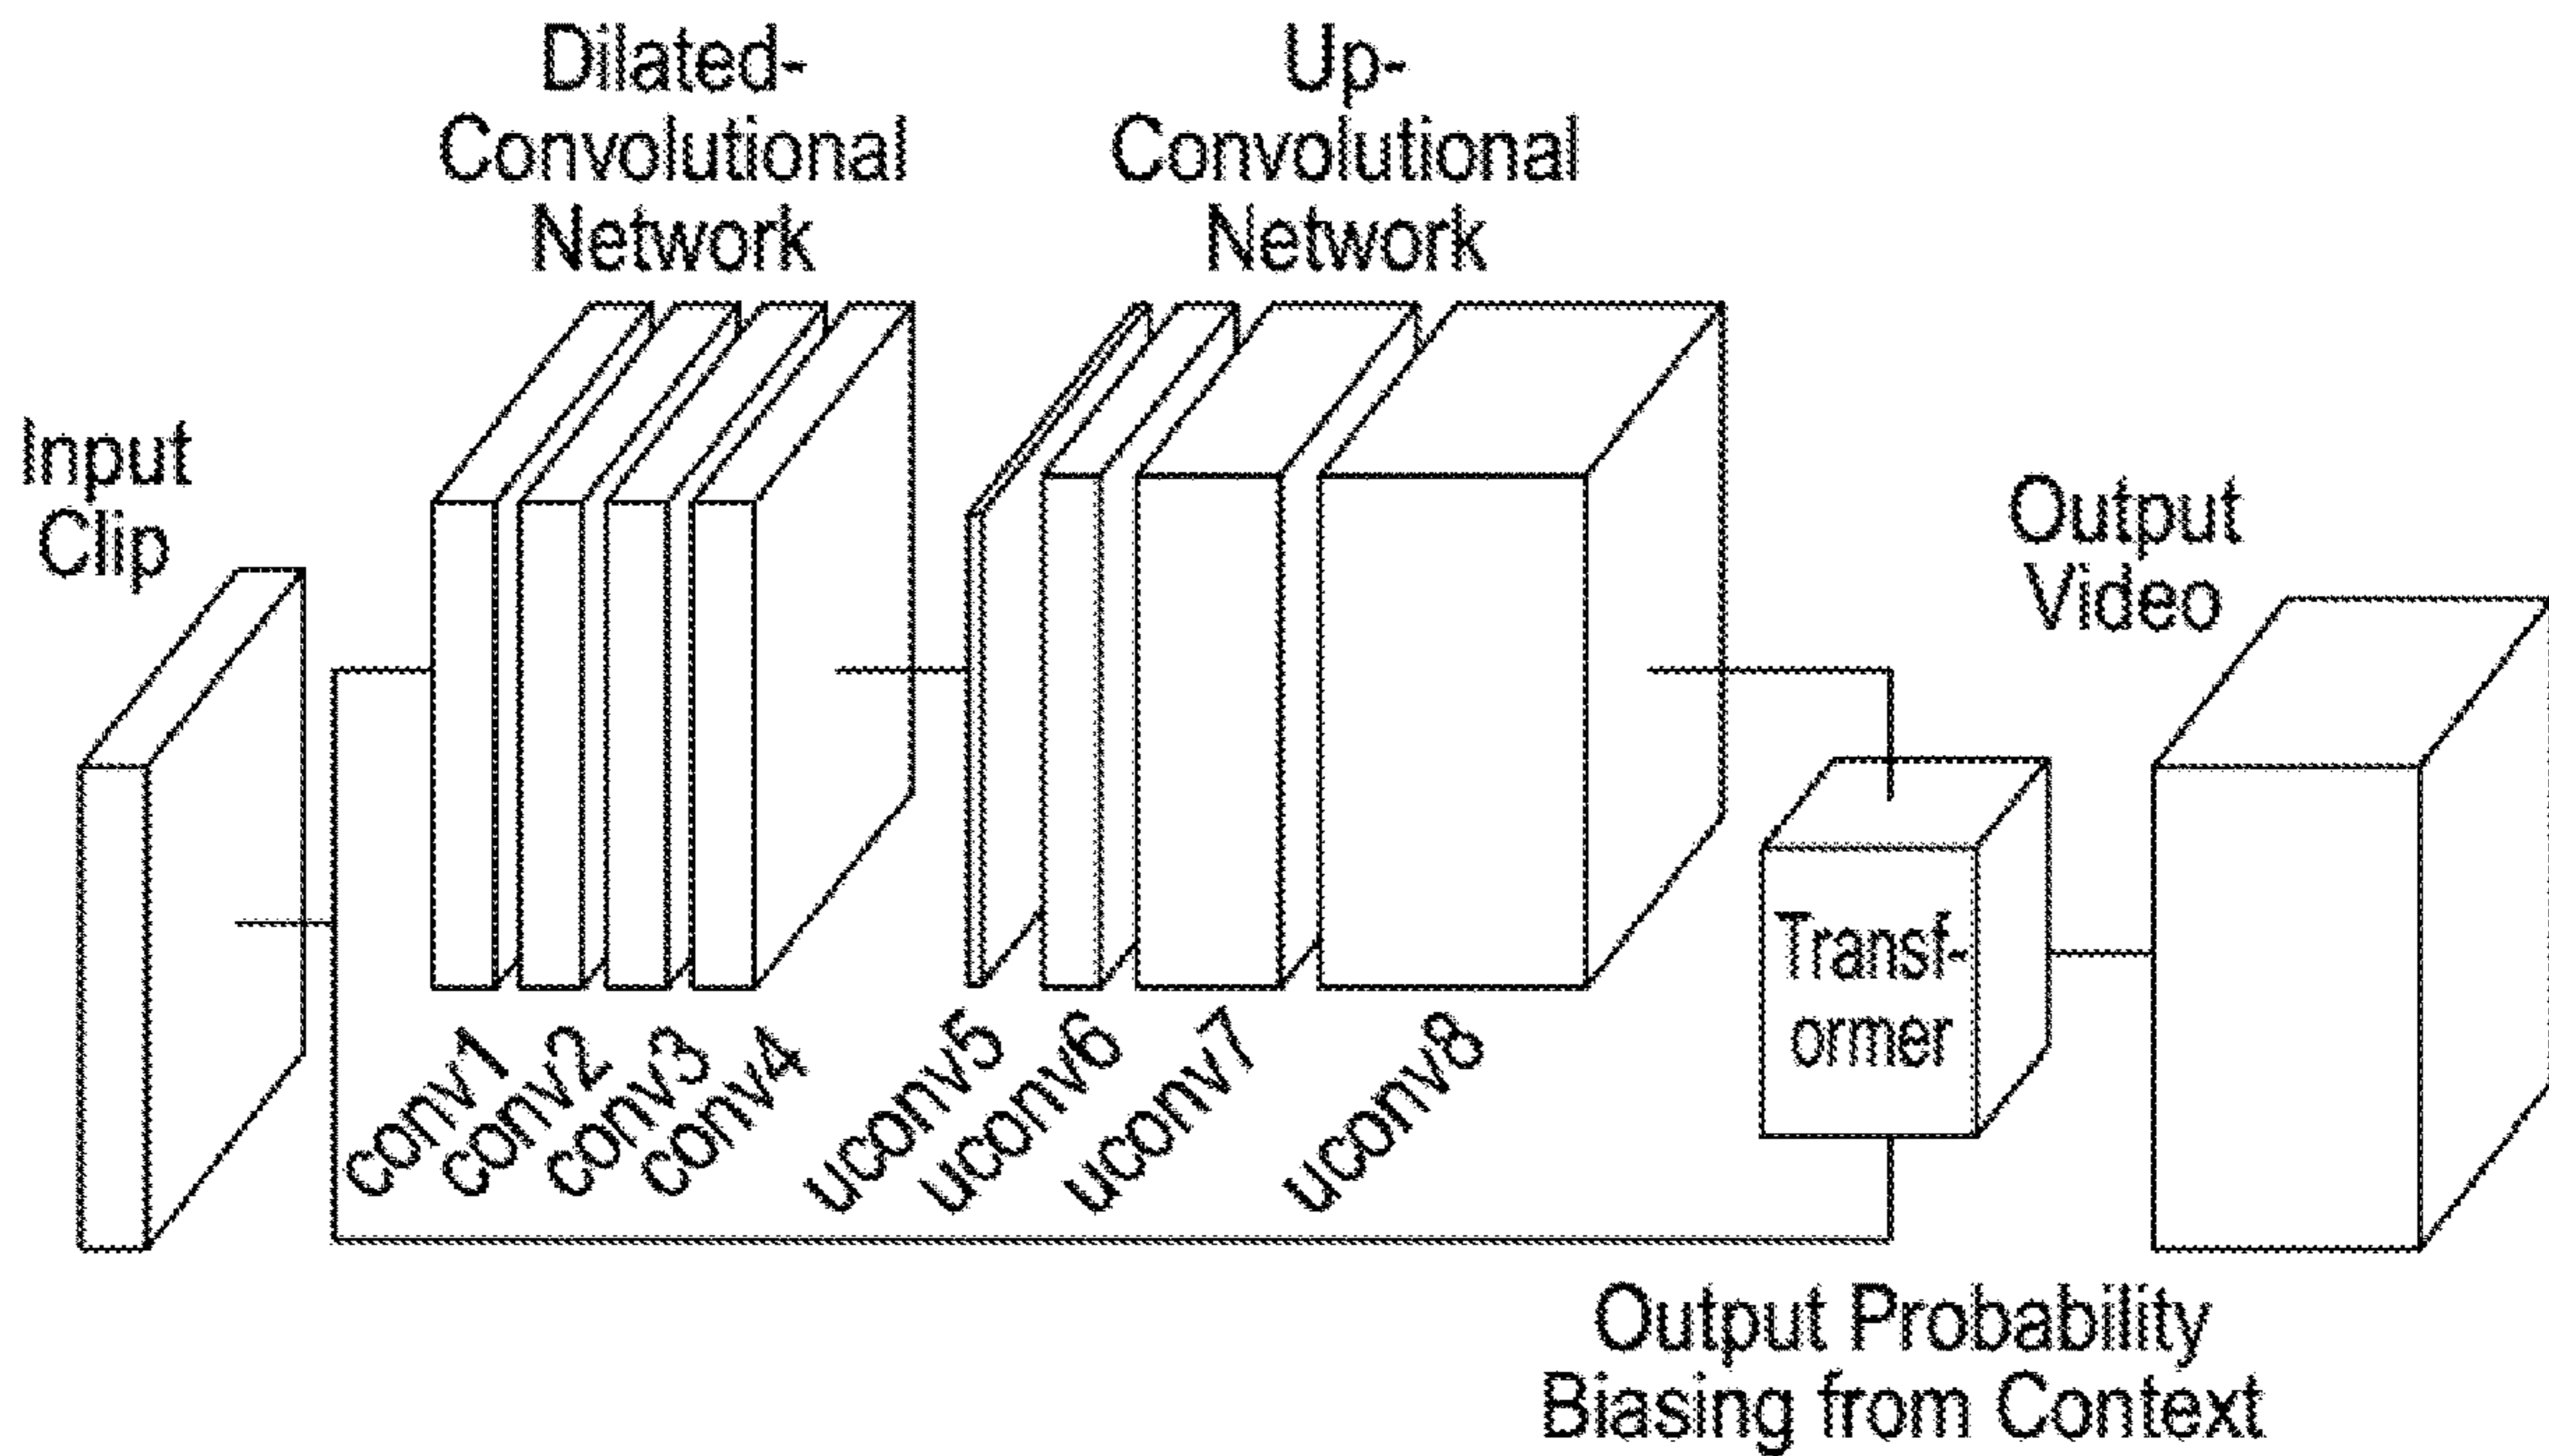 Dilated-
Convolutional
Network
Up-
Convolutional
Network
Input
Clip
Output
Video
Transf-
ormer
conv1
conv2
conv3
conv4
uconv5
uconv6
uconv7
uconv8
Output Probability
Biasing from Context